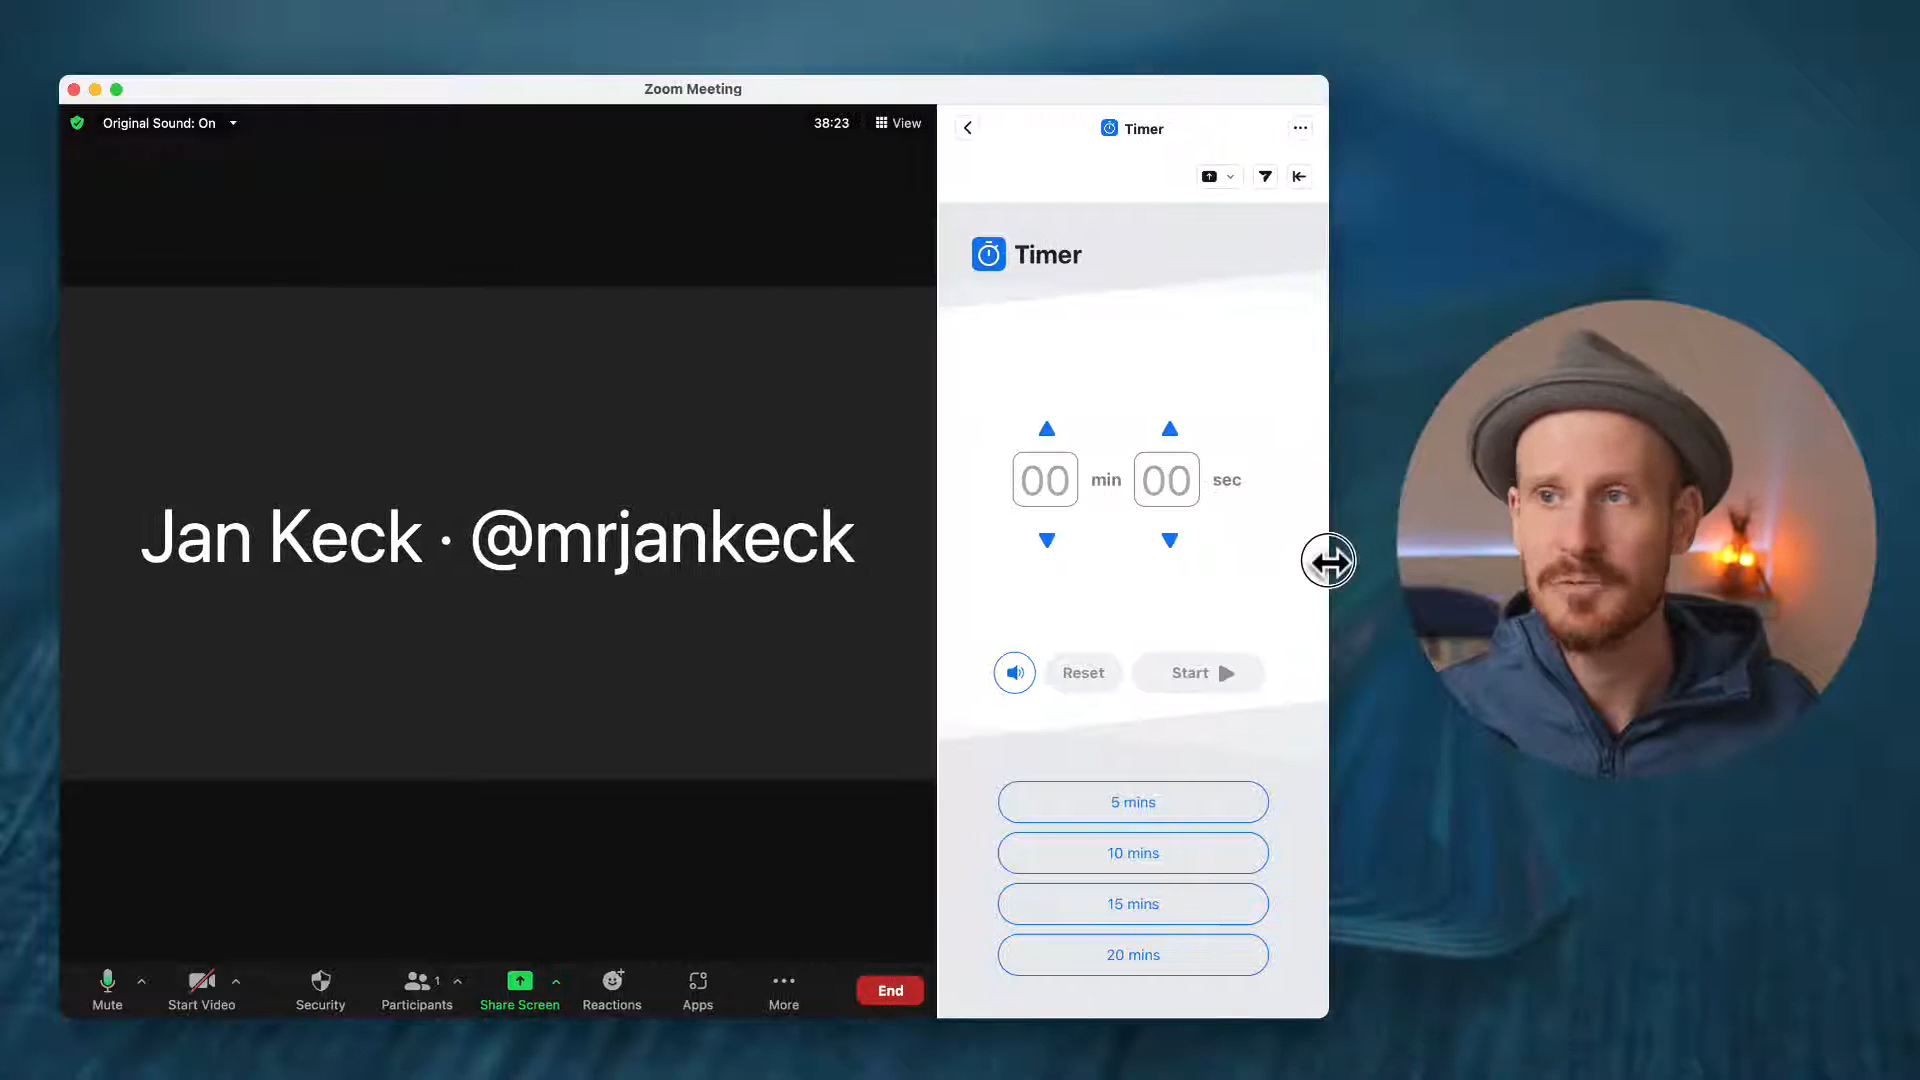 Zoom Meeting
Original Sound: On
38:23
View
Timer
Timer
Jan Keck · @mrjankeck
00 min 00 sec
Reset
Start
5 mins
10 mins
15 mins
20 mins
Mute
Start Video
Security
1
Participants
Share Screen
Reactions
Apps
More
End